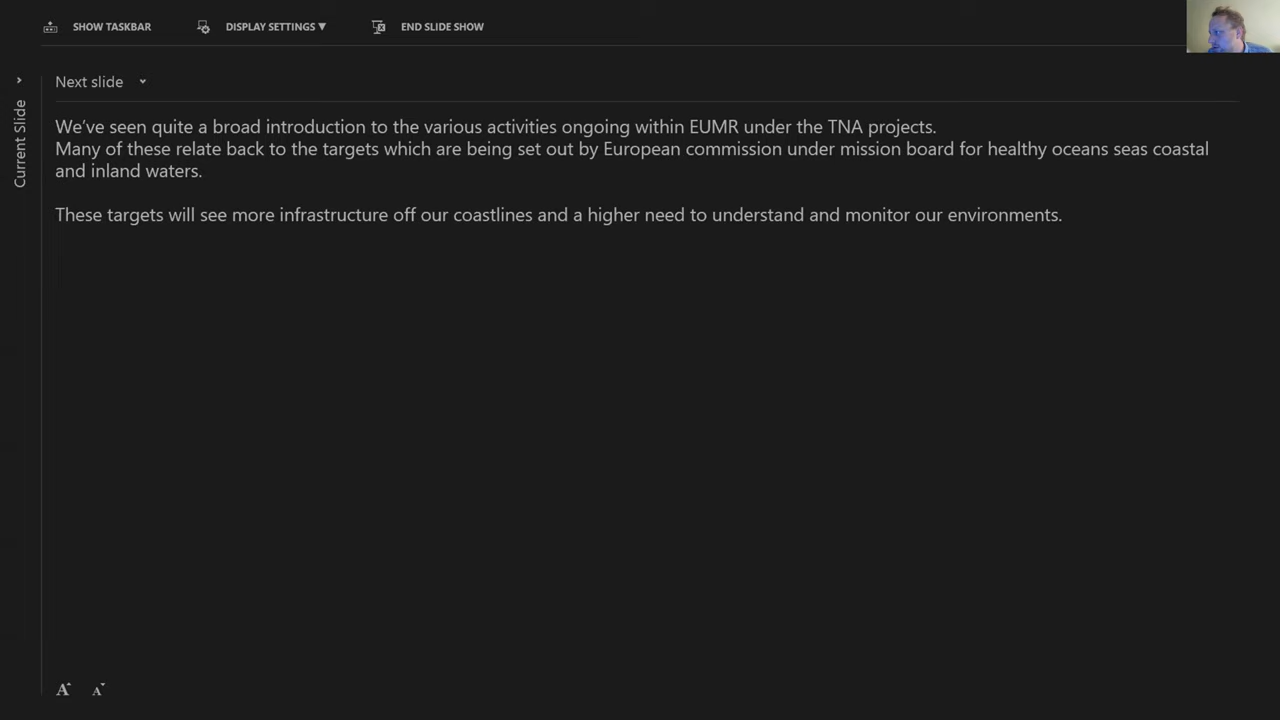 SHOW TASKBAR
DISPLAY SETTINGS ▼
END SLIDE SHOW
Next slide
Current Slide
We've seen quite a broad introduction to the various activities ongoing within EUMR under the TNA projects.
Many of these relate back to the targets which are being set out by European commission under mission board for healthy oceans seas coastal
and inland waters.
These targets will see more infrastructure off our coastlines and a higher need to understand and monitor our environments.
A A